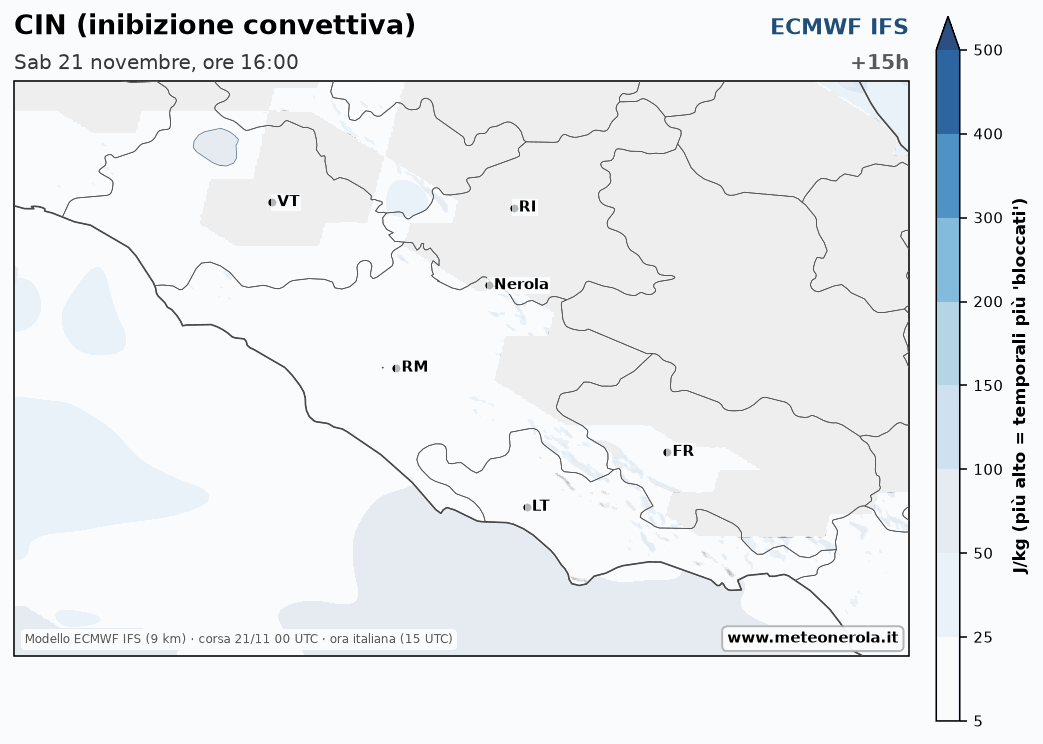 CIN (inibizione convettiva)
ECMWF IFS
Sab 21 novembre, ore 16:00
+15h
VT
RI
Nerola
RM
FR
LT
Modello ECMWF IFS (9 km) · corsa 21/11 00 UTC · ora italiana (15 UTC)
www.meteonerola.it
500
400
300
200
150
100
50
25
5
J/kg (più alto = temporali più 'bloccati')